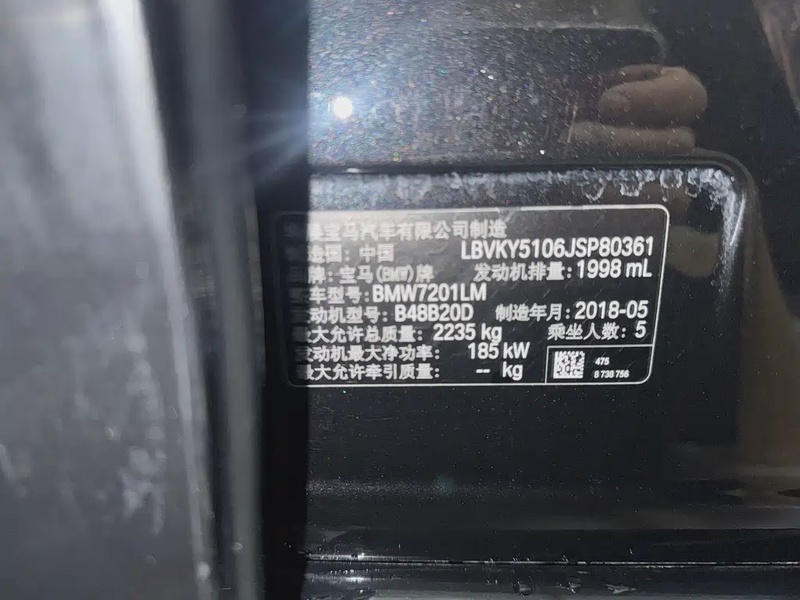 宝马汽车有限公司制造
国: 中国 LBVKY5106JSP80361
牌: 宝马(BMW)牌 发动机排量: 1998 mL
车型号: BMW7201LM
动机型号: B48B20D 制造年月: 2018-05
最大允许总质量: 2235 kg 乘坐人数: 5
发动机最大净功率: 185 kW
最大允许牵引质量: -- kg
475
8 738 756